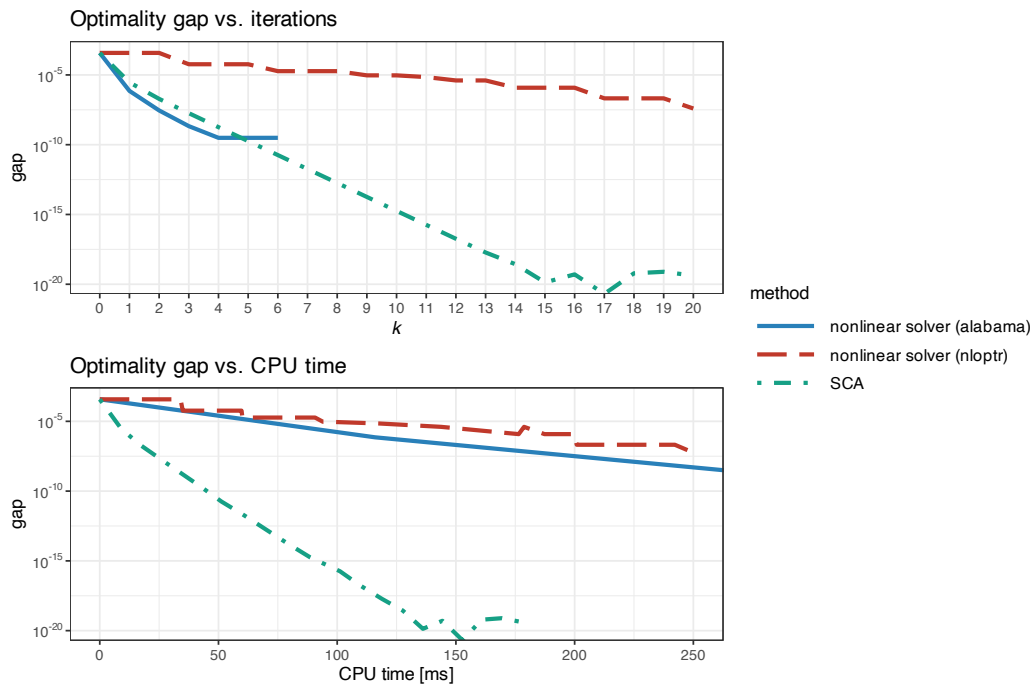 Optimality gap vs. iterations
10^-5
10^-10
10^-15
10^-20
gap
0 1 2 3 4 5 6 7 8 9 10 11 12 13 14 15 16 17 18 19 20
k
method
nonlinear solver (alabama)
nonlinear solver (nloptr)
SCA
Optimality gap vs. CPU time
10^-5
10^-10
10^-15
10^-20
gap
0 50 100 150 200 250
CPU time [ms]